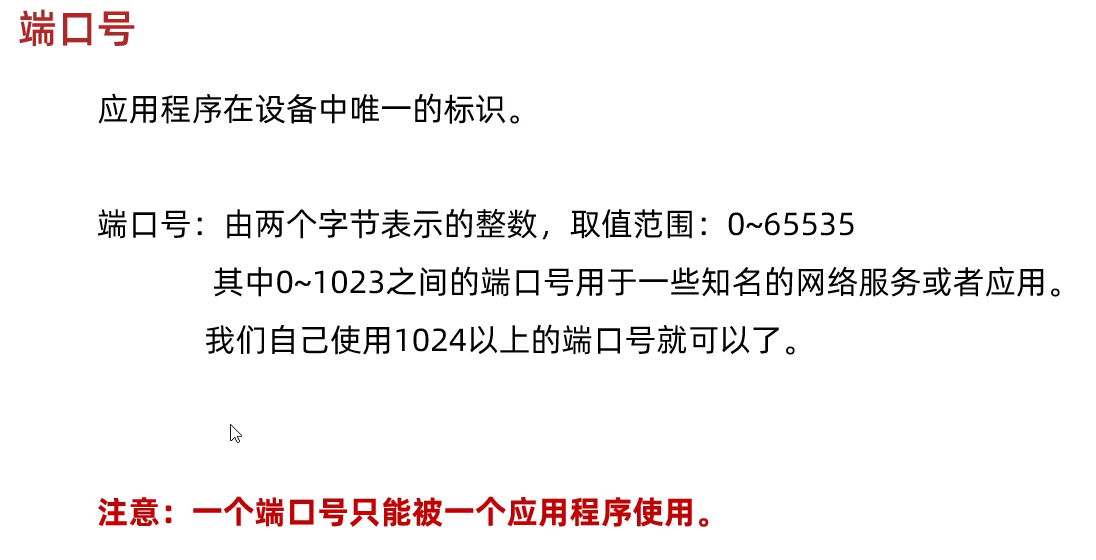 端口号
应用程序在设备中唯一的标识。
端口号：由两个字节表示的整数，取值范围：0~65535
其中0~1023之间的端口号用于一些知名的网络服务或者应用。
我们自己使用1024以上的端口号就可以了。
注意：一个端口号只能被一个应用程序使用。